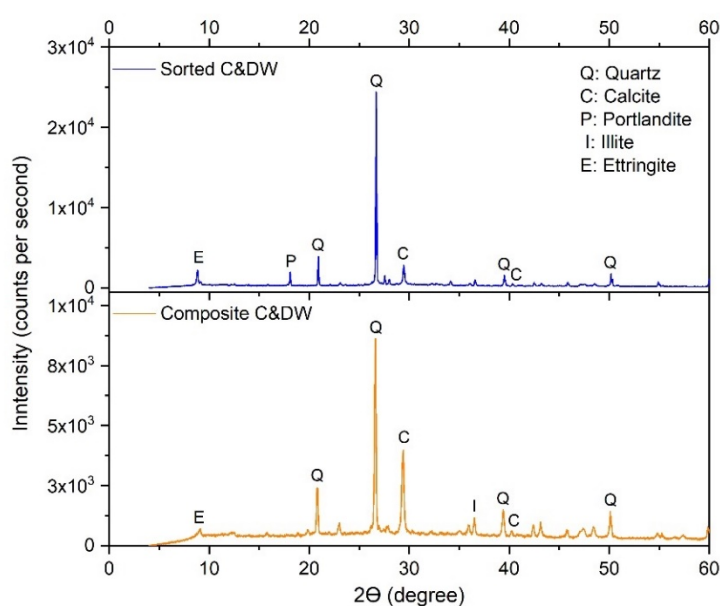 0 10 20 30 40 50 60
3x10⁴
Sorted C&DW
Q
Q: Quartz
C: Calcite
P: Portlandite
I: Illite
E: Ettringite
2x10⁴
1x10⁴
E P Q C Q C Q
0
1x10⁴
Composite C&DW
Q
8x10³
5x10³
C
3x10³
Q
E I Q C Q
0
0 10 20 30 40 50 60
2Θ (degree)
Inntensity (counts per second)